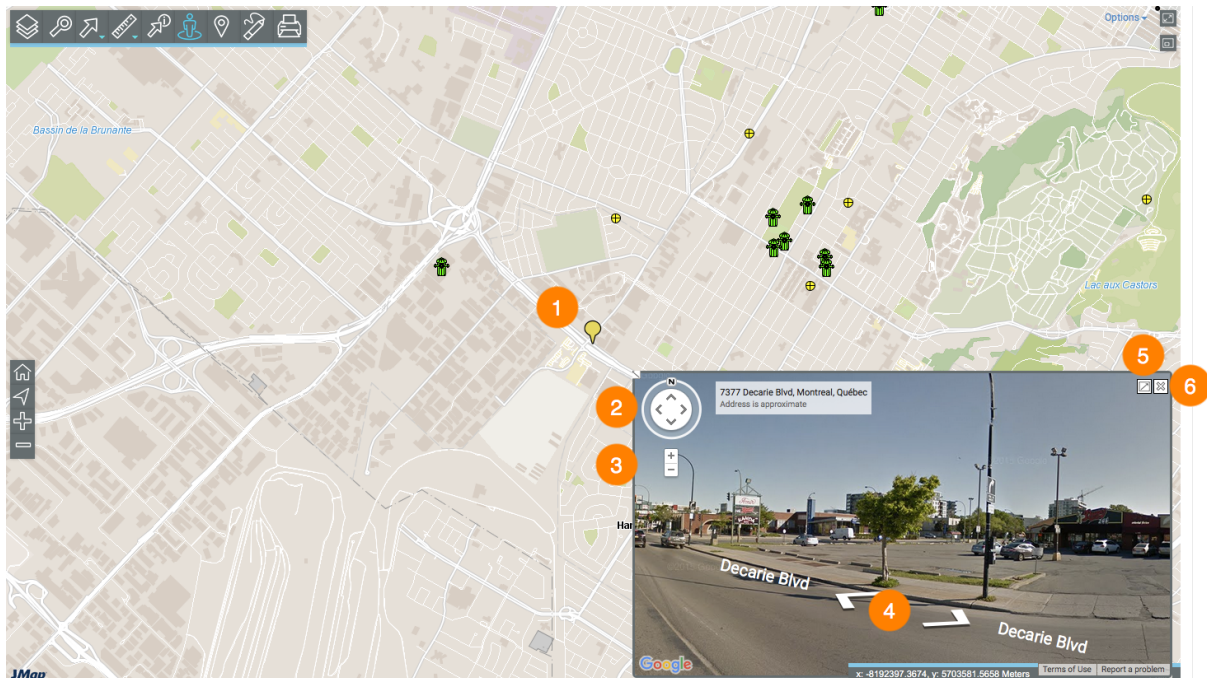 Options
Bassin de la Brunante
1
Lac aux Castors
5
6
N
7377 Decarie Blvd, Montreal, Québec
Address is approximate
2
3
+
−
Har
Decarie Blvd
4
Decarie Blvd
Google
JMap
x: -8192397.3674, y: 5703581.5658 Meters
Terms of Use
Report a problem